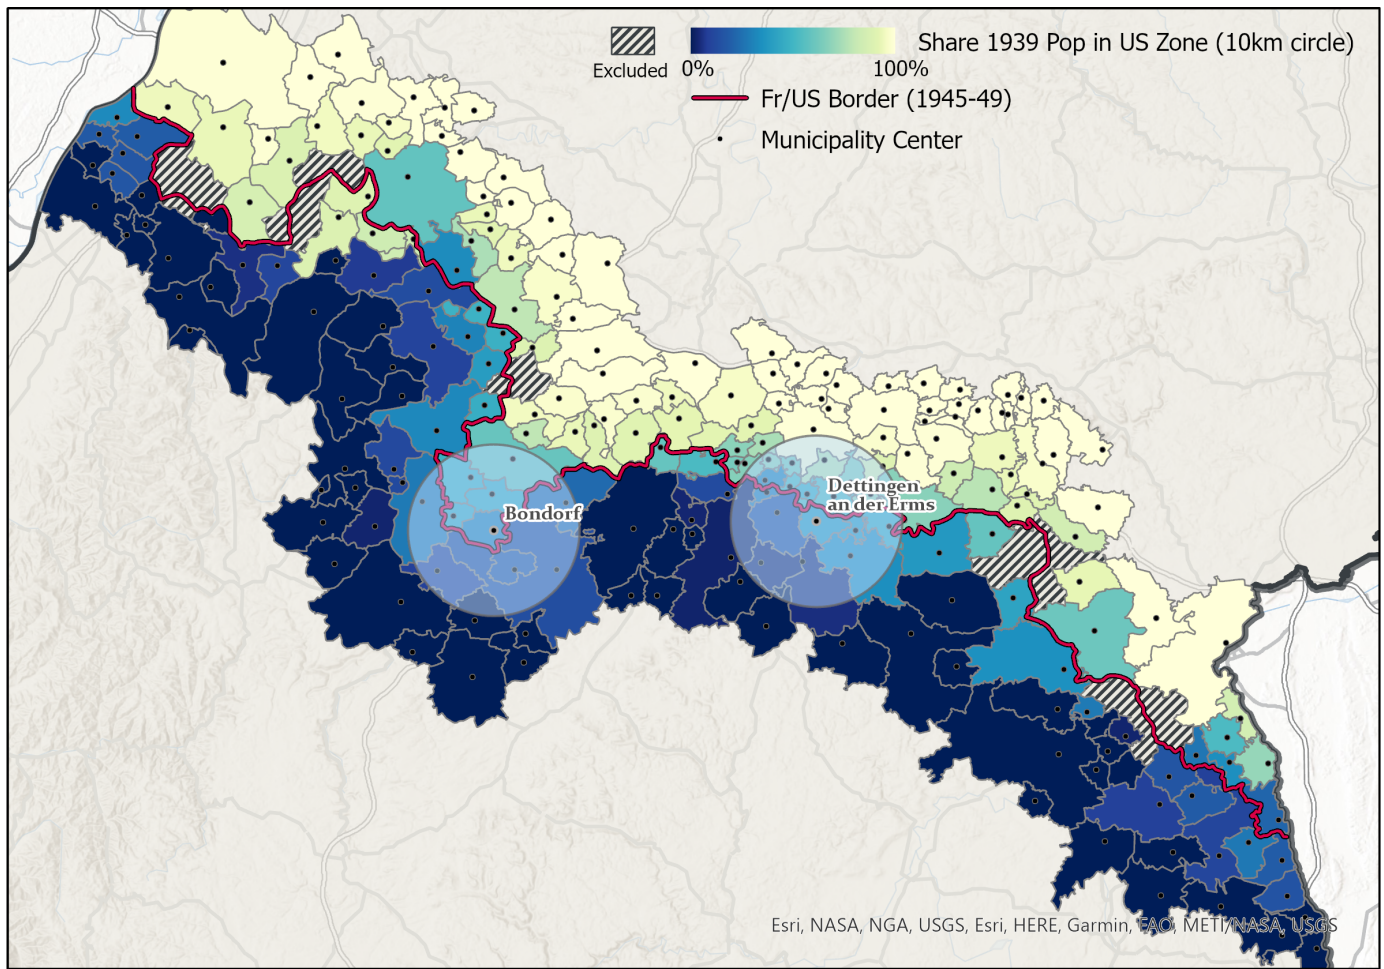 Share 1939 Pop in US Zone (10km circle)
Excluded 0% 100%
Fr/US Border (1945-49)
Municipality Center
Dettingen
an der Erms
Bondorf
Esri, NASA, NGA, USGS, Esri, HERE, Garmin, FAO, METI/NASA, USGS